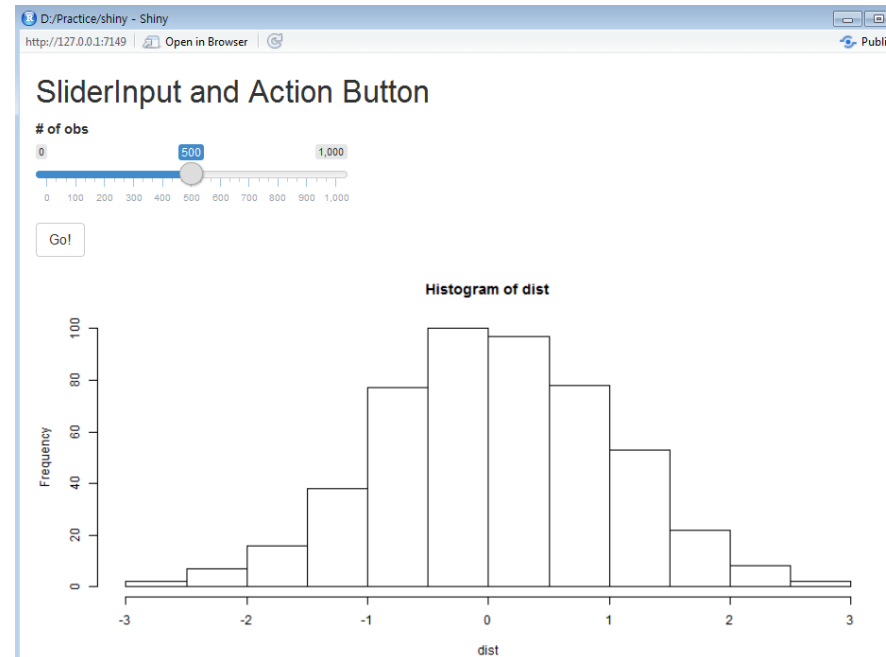 D:/Practice/shiny - Shiny
http://127.0.0.1:7149 Open in Browser Publi
SliderInput and Action Button
# of obs
0 500 1,000
0 100 200 300 400 500 600 700 800 900 1,000
Go!
Histogram of dist
Frequency
100
80
60
40
20
0
-3 -2 -1 0 1 2 3
dist